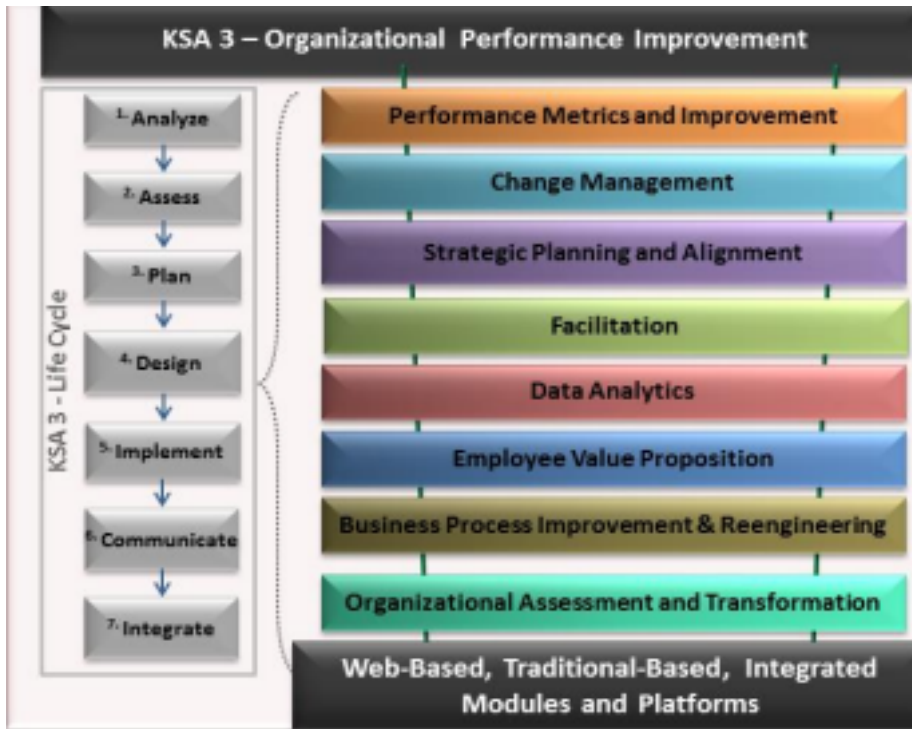 KSA 3 – Organizational Performance Improvement
KSA 3 - Life Cycle
1. Analyze
2. Assess
3. Plan
4. Design
5. Implement
6. Communicate
7. Integrate
Performance Metrics and Improvement
Change Management
Strategic Planning and Alignment
Facilitation
Data Analytics
Employee Value Proposition
Business Process Improvement & Reengineering
Organizational Assessment and Transformation
Web-Based, Traditional-Based, Integrated
Modules and Platforms